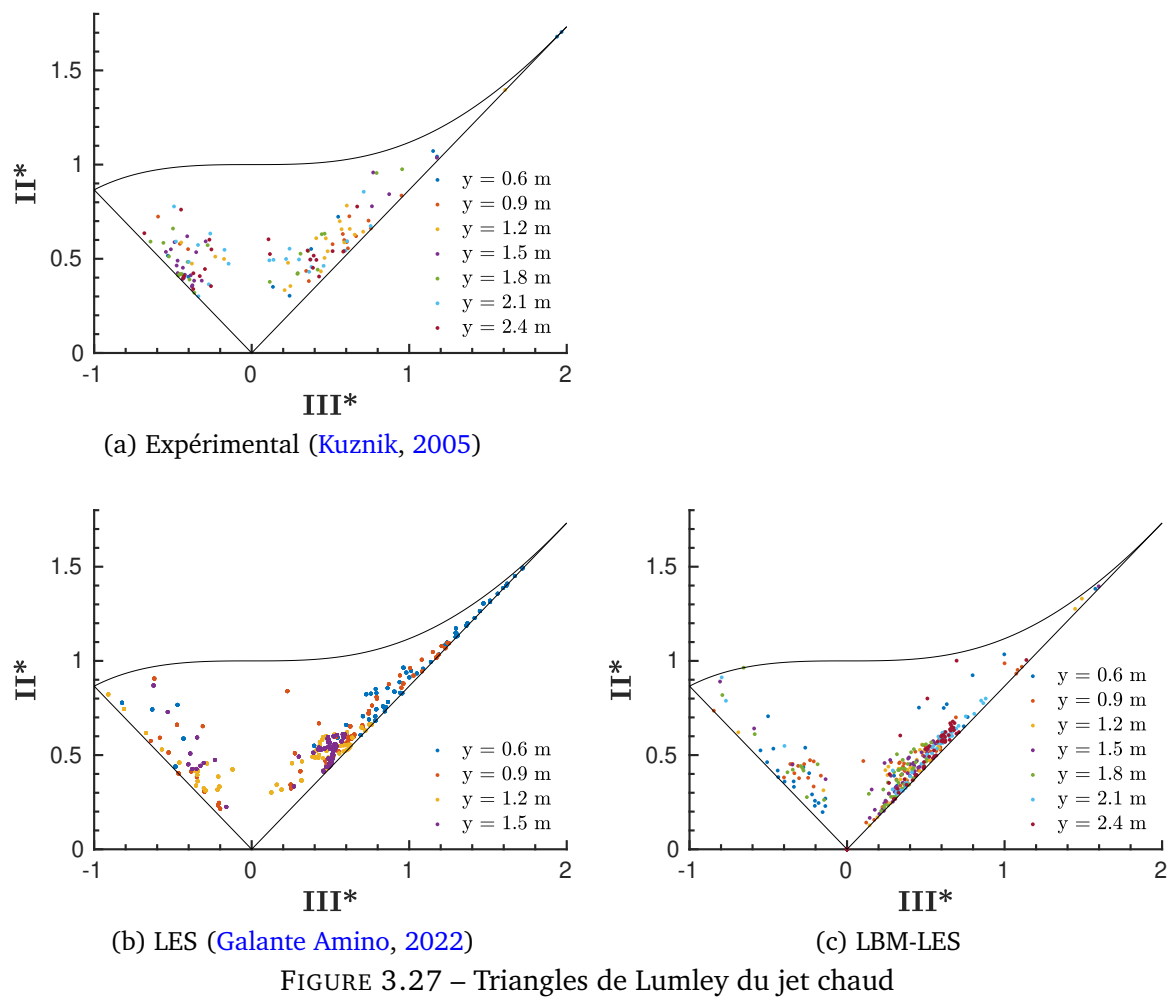 1.5
1
0.5
0
II*
-1
0
1
2
III*
y = 0.6 m
y = 0.9 m
y = 1.2 m
y = 1.5 m
y = 1.8 m
y = 2.1 m
y = 2.4 m
(a) Expérimental (Kuznik, 2005)
1.5
1
0.5
0
II*
-1
0
1
2
III*
y = 0.6 m
y = 0.9 m
y = 1.2 m
y = 1.5 m
(b) LES (Galante Amino, 2022)
1.5
1
0.5
0
II*
-1
0
1
2
III*
y = 0.6 m
y = 0.9 m
y = 1.2 m
y = 1.5 m
y = 1.8 m
y = 2.1 m
y = 2.4 m
(c) LBM-LES
FIGURE 3.27 – Triangles de Lumley du jet chaud